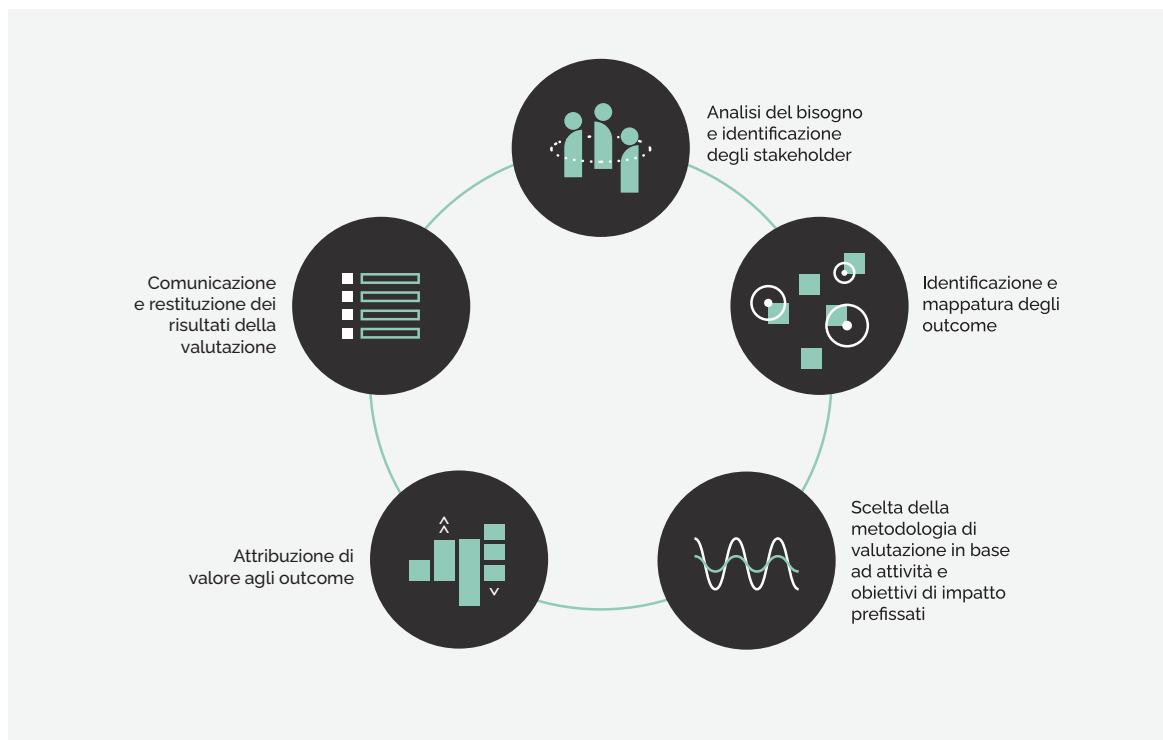 Analisi del bisogno
e identificazione
degli stakeholder
Identificazione e
mappatura degli
outcome
Scelta della
metodologia di
valutazione in base
ad attività e
obiettivi di impatto
prefissati
Attribuzione di
valore agli outcome
Comunicazione
e restituzione dei
risultati della
valutazione